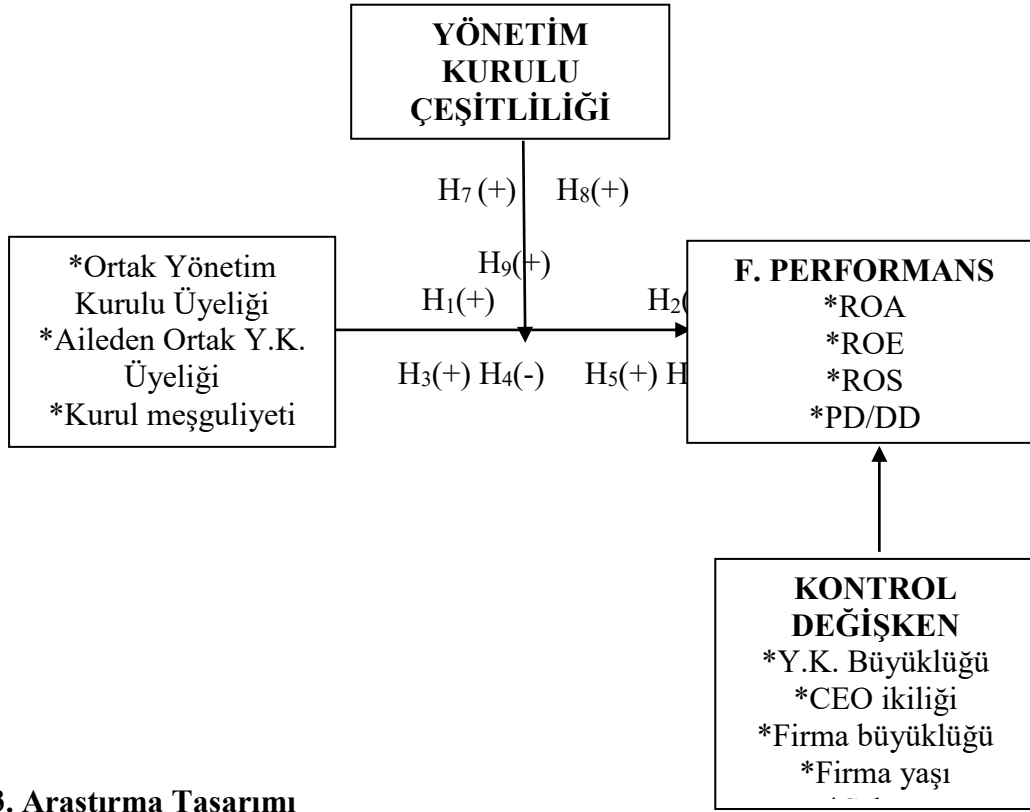 YÖNETİM
KURULU
ÇEŞİTLİLİĞİ
H7 (+) H8(+)
H9(+)
*Ortak Yönetim
Kurulu Üyeliği
*Aileden Ortak Y.K.
Üyeliği
*Kurul meşguliyeti
H1(+) H2(
H3(+) H4(-) H5(+) H
F. PERFORMANS
*ROA
*ROE
*ROS
*PD/DD
KONTROL
DEĞİŞKEN
*Y.K. Büyüklüğü
*CEO ikiliği
*Firma büyüklüğü
*Firma yaşı
3. Araştırma Tasarımı